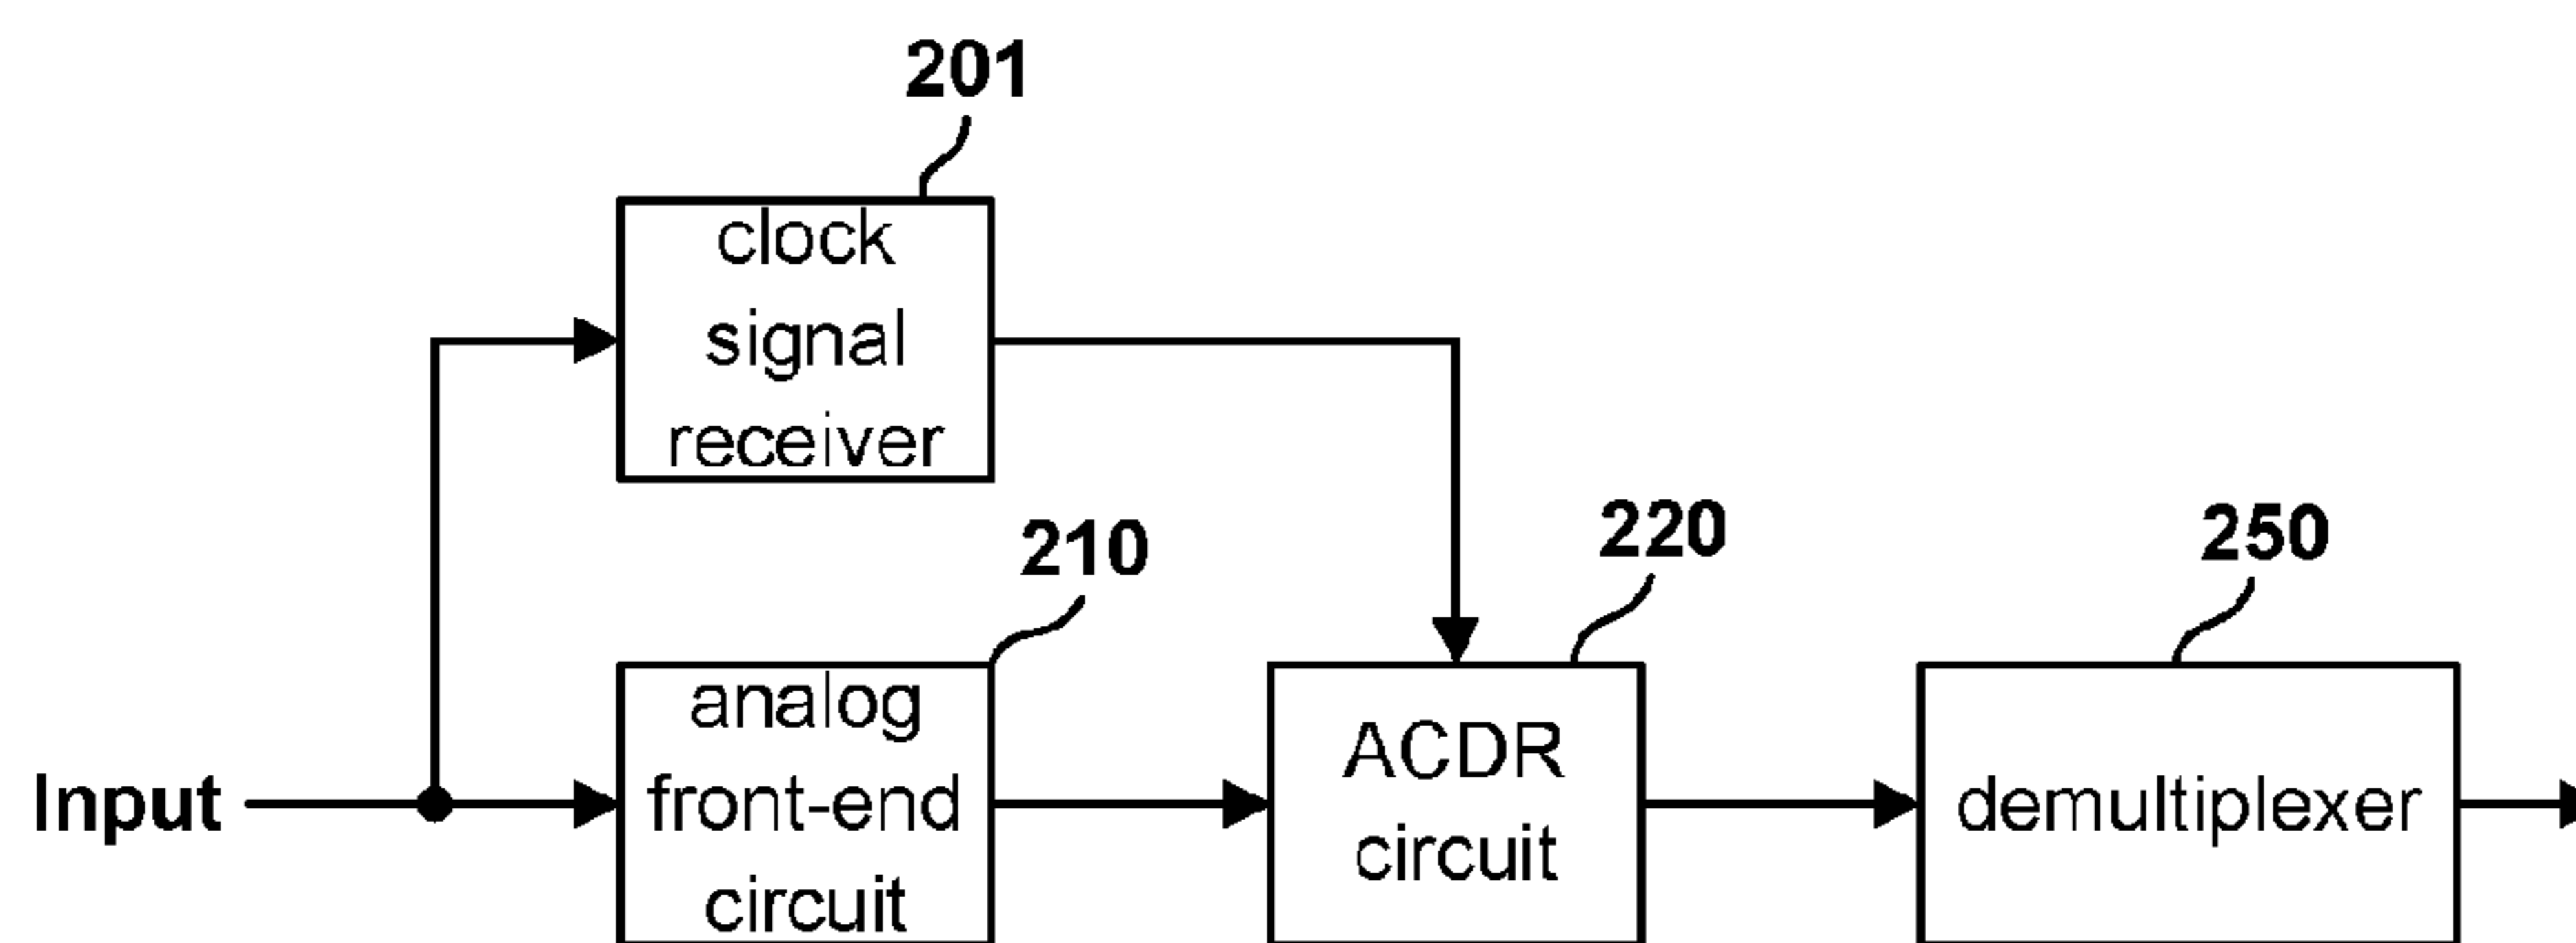 201
clock
signal
receiver
210
220
250
Input
analog
front-end
circuit
ACDR
circuit
demultiplexer